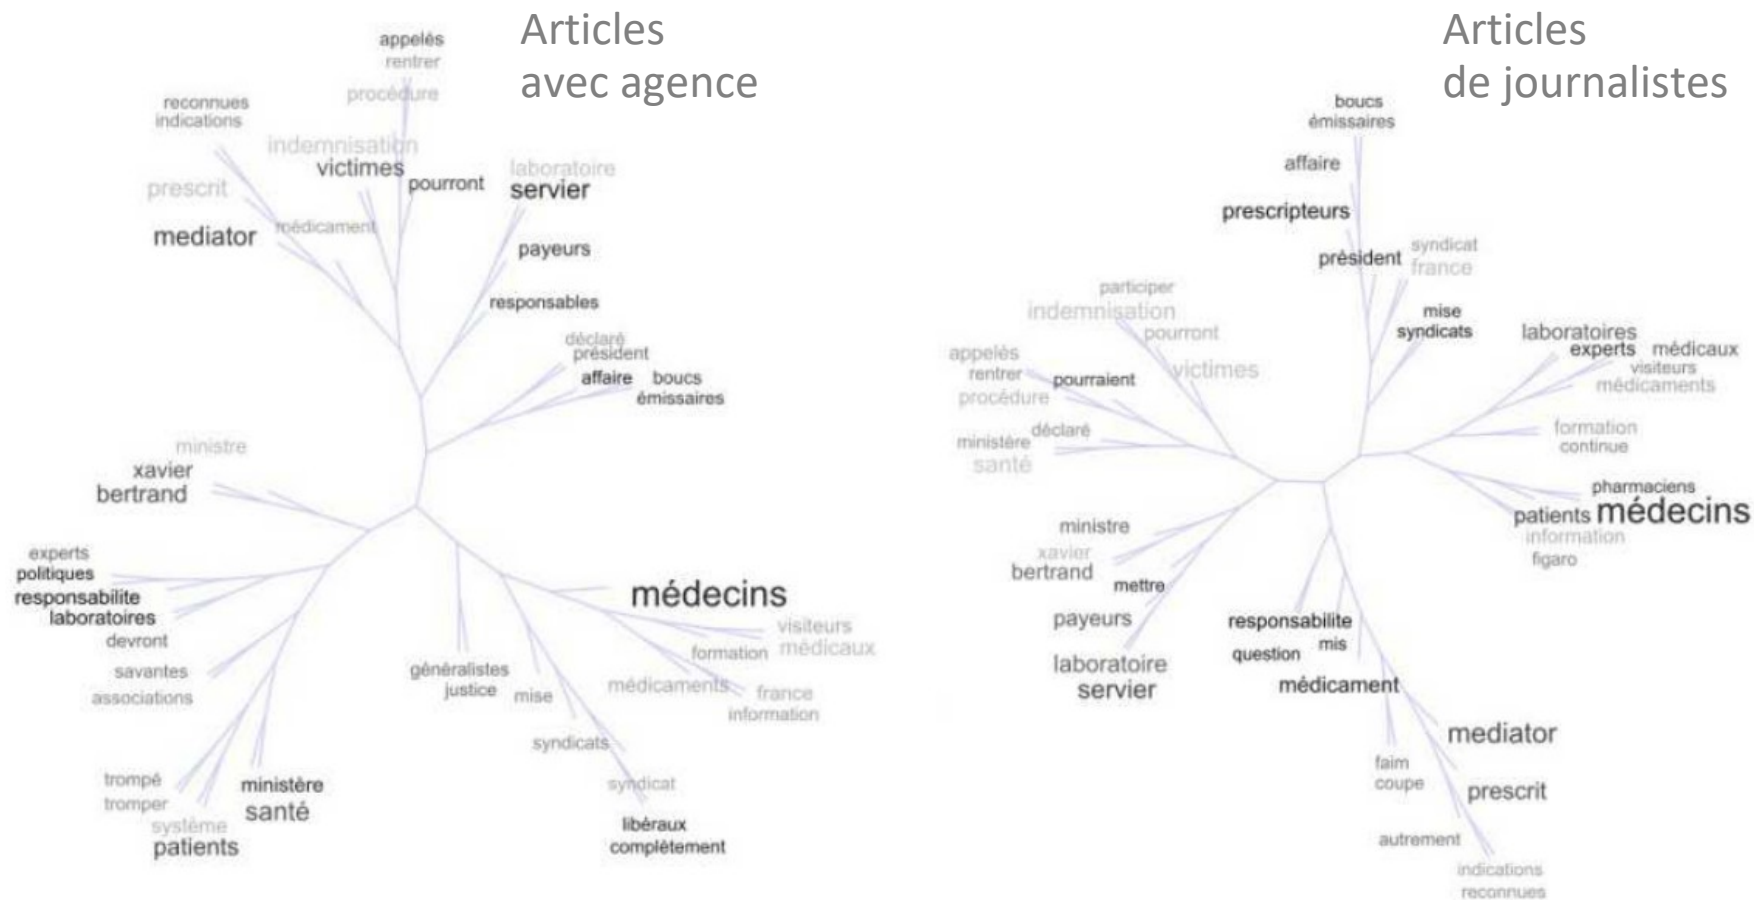 Articles
avec agence
appelés
rentrer
procédure
reconnues
indications
indemnisation
victimes
pourront
laboratoire
servier
prescrit
médicament
mediator
payeurs
responsables
déclaré
président
affaire
boucs
émissaires
ministre
xavier
bertrand
experts
politiques
responsabilite
laboratoires
devront
savantes
associations
trompé
tromper
système
patients
ministère
santé
généralistes
justice
mise
syndicats
syndicat
libéraux
complètement
médecins
visiteurs
formation médicaux
médicaments
france
information
Articles
de journalistes
boucs
émissaires
affaire
prescripteurs
président
syndicat
france
mise
syndicats
participer
indemnisation
pourront
victimes
appelés
rentrer
pourraient
procédure
déclaré
ministère
santé
laboratoires
experts médicaux
visiteurs
médicaments
formation
continue
pharmaciens
patients médecins
information
figaro
ministre
xavier
bertrand
mettre
payeurs
laboratoire
servier
responsabilite
mis
question
médicament
mediator
faim
coupe
prescrit
autrement
indications
reconnues